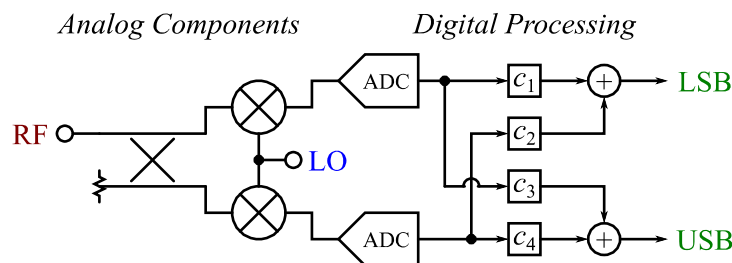 Analog Components
Digital Processing
ADC
c1
+
LSB
RF
c2
LO
c3
ADC
c4
+
USB